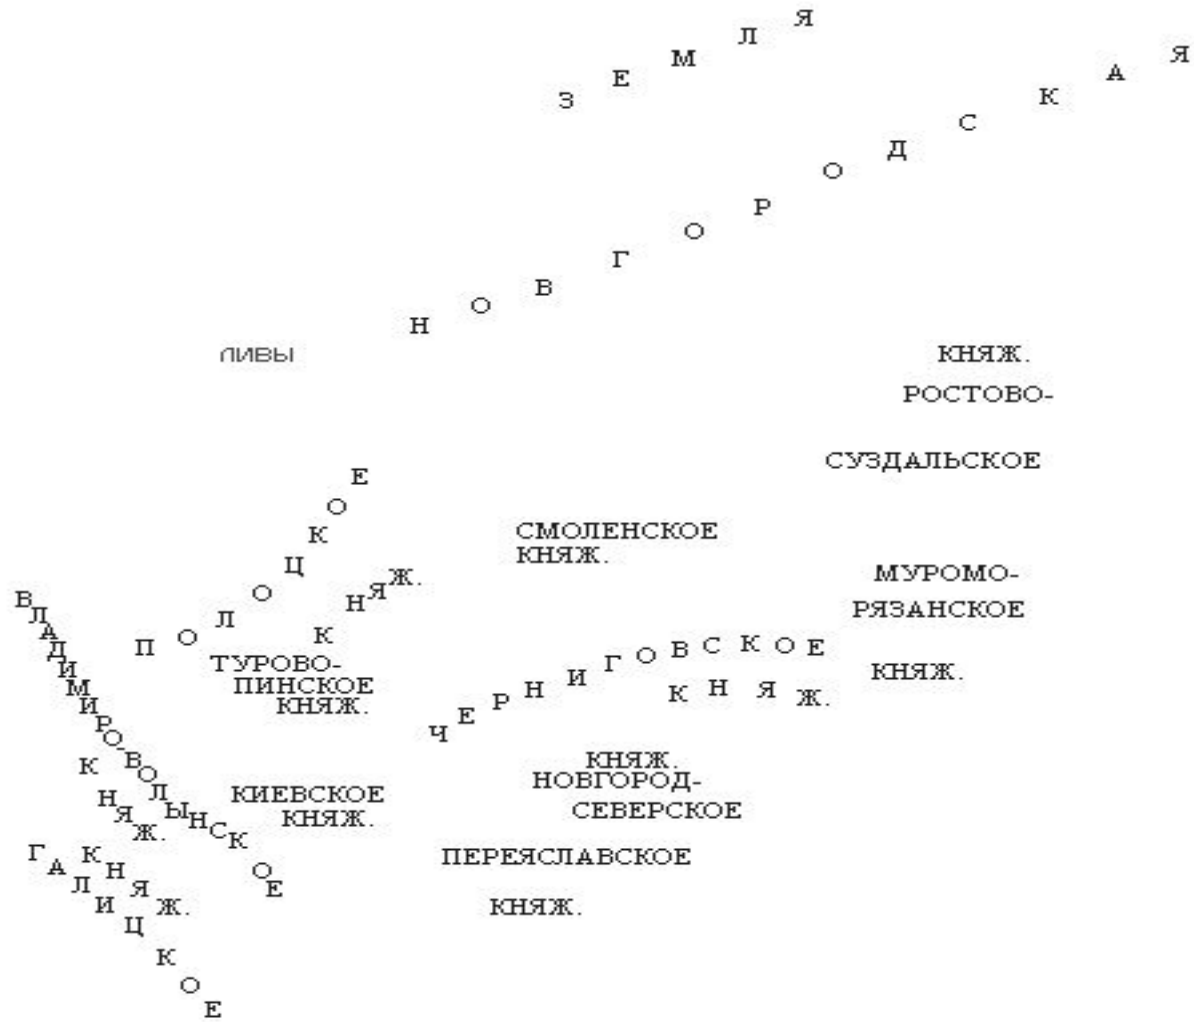 ЗЕМЛЯ
НОВГОРОДСКАЯ
ЛИВЫ
КНЯЖ.
РОСТОВО-
СУЗДАЛЬСКОЕ
ПОЛОЦКОЕ
КНЯЖ.
СМОЛЕНСКОЕ
КНЯЖ.
МУРОМО-
РЯЗАНСКОЕ
КНЯЖ.
ТУРОВО-
ПИНСКОЕ
КНЯЖ.
ЧЕРНИГОВСКОЕ
КНЯЖ.
ВЛАДИМИРО-ВОЛЫНСКОЕ
КНЯЖ.
КНЯЖ.
НОВГОРОД-
СЕВЕРСКОЕ
КИЕВСКОЕ
КНЯЖ.
ПЕРЕЯСЛАВСКОЕ
КНЯЖ.
ГАЛИЦКОЕ
КНЯЖ.